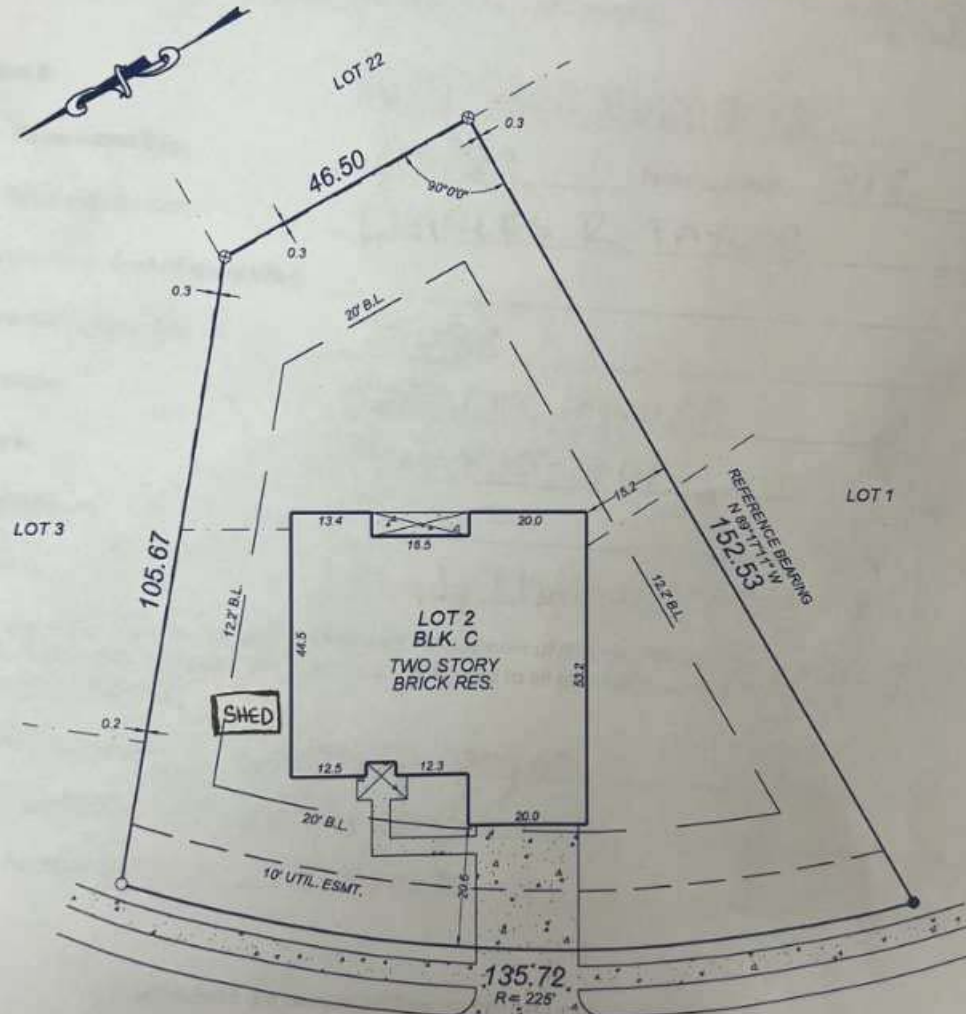 LOT 22
46.50
0.3
90°0'0"
0.3
0.3
20' B.L.
LOT 3
105.67
12.2' B.L.
13.4
16.5
20.0
15.2
REFERENCE BEARING
N 89°17'11" W
152.53
LOT 1
12.2' B.L.
44.5
LOT 2
BLK. C
TWO STORY
BRICK RES.
53.2
SHED
0.2
12.5
12.3
20' B.L.
20.0
10' UTIL. ESMT.
20.6
135.72
R= 225'